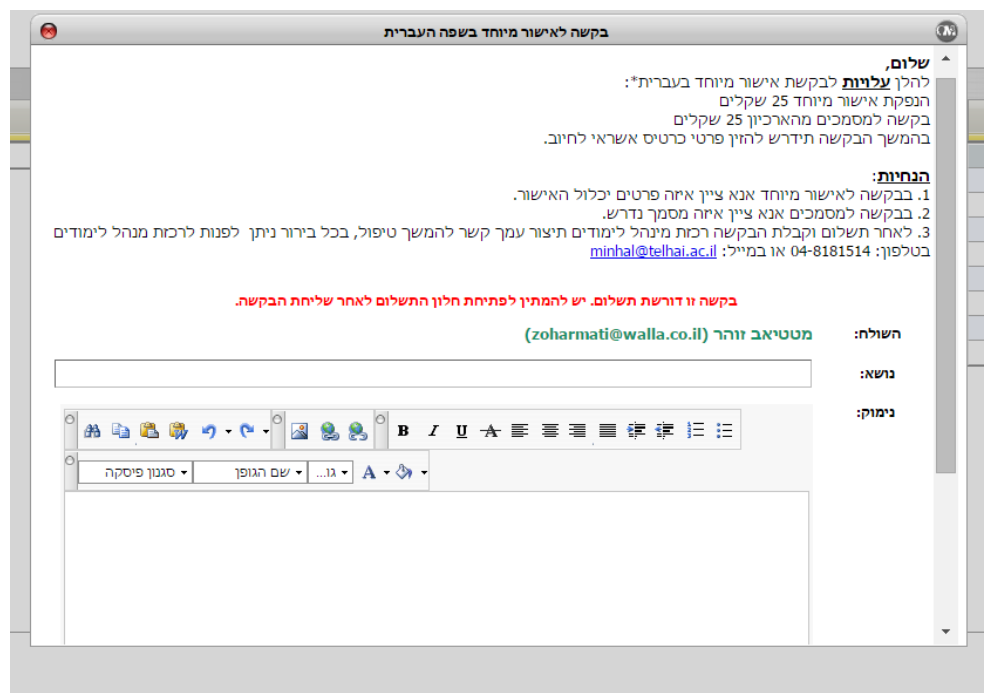 בקשה לאישור מיוחד בשפה העברית
שלום,
להלן עלויות לבקשת אישור מיוחד בעברית*:
הנפקת אישור מיוחד 25 שקלים
בקשה למסמכים מהארכיון 25 שקלים
בהמשך הבקשה תידרש להזין פרטי כרטיס אשראי לחיוב.
הנחיות:
1. בבקשה לאישור מיוחד אנא ציין איזה פרטים יכלול האישור.
2. בבקשה למסמכים אנא ציין איזה מסמך נדרש.
3. לאחר תשלום וקבלת הבקשה רכזת מינהל לימודים תיצור עמך קשר להמשך טיפול, בכל בירור ניתן לפנות לרכזת מנהל לימודים
בטלפון: 04-8181514 או במייל: minhal@telhai.ac.il
בקשה זו דורשת תשלום. יש להמתין לפתיחת חלון התשלום לאחר שליחת הבקשה.
השולח: מטטיאב זוהר (zoharmati@walla.co.il)
נושא:
נימוק:
B I U A
סגנון פיסקה שם הגופן גו... A